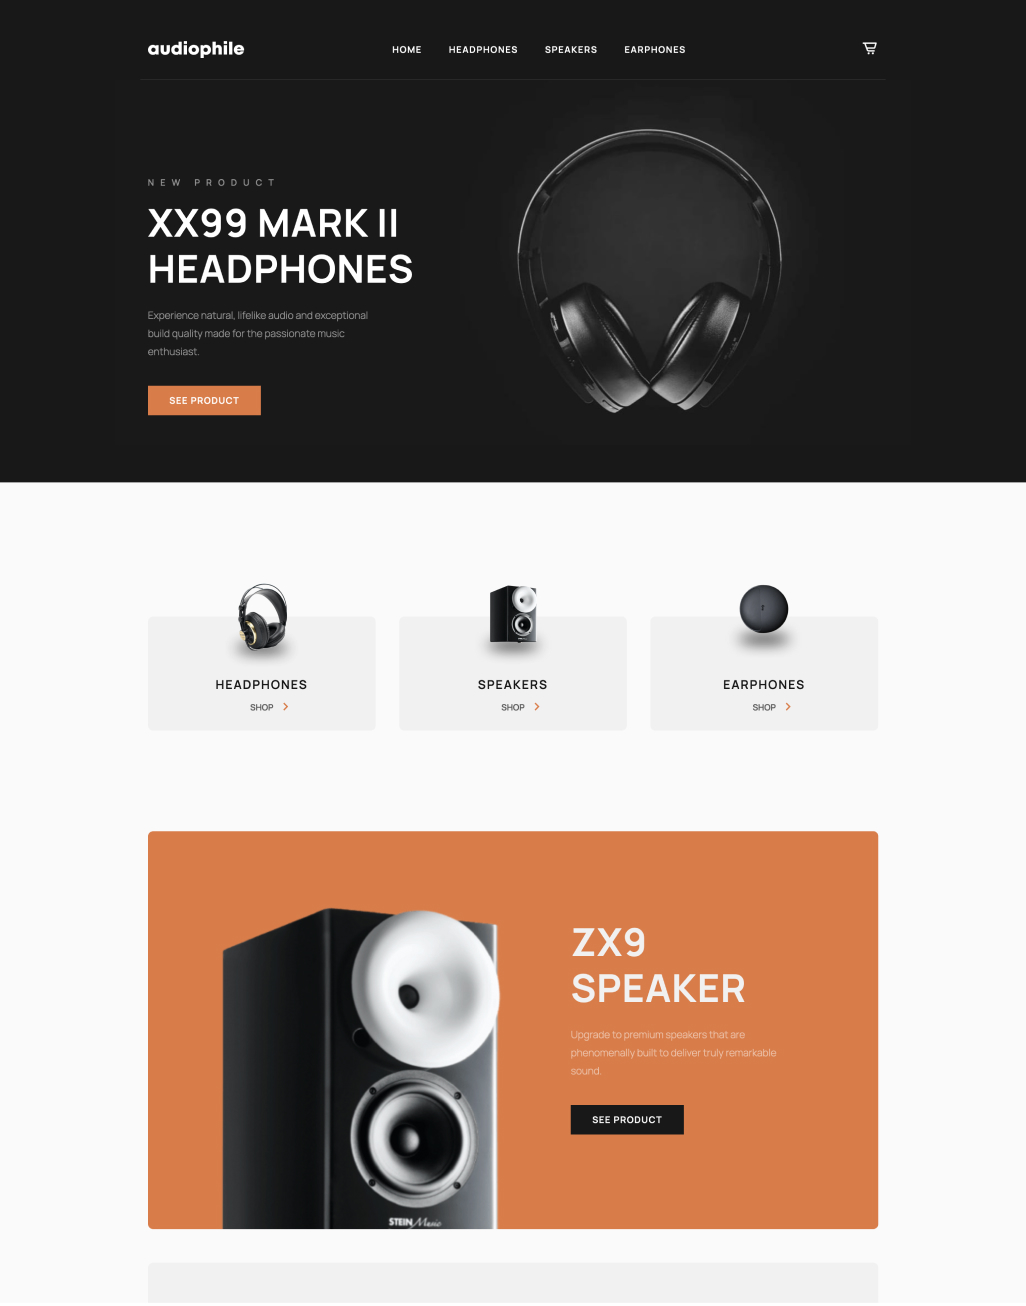 audiophile
HOME HEADPHONES SPEAKERS EARPHONES
NEW PRODUCT
XX99 MARK II
HEADPHONES
Experience natural, lifelike audio and exceptional
build quality made for the passionate music
enthusiast.
SEE PRODUCT
HEADPHONES
SHOP
SPEAKERS
SHOP
EARPHONES
SHOP
ZX9
SPEAKER
Upgrade to premium speakers that are
phenomenally built to deliver truly remarkable
sound.
SEE PRODUCT
STEIN Music